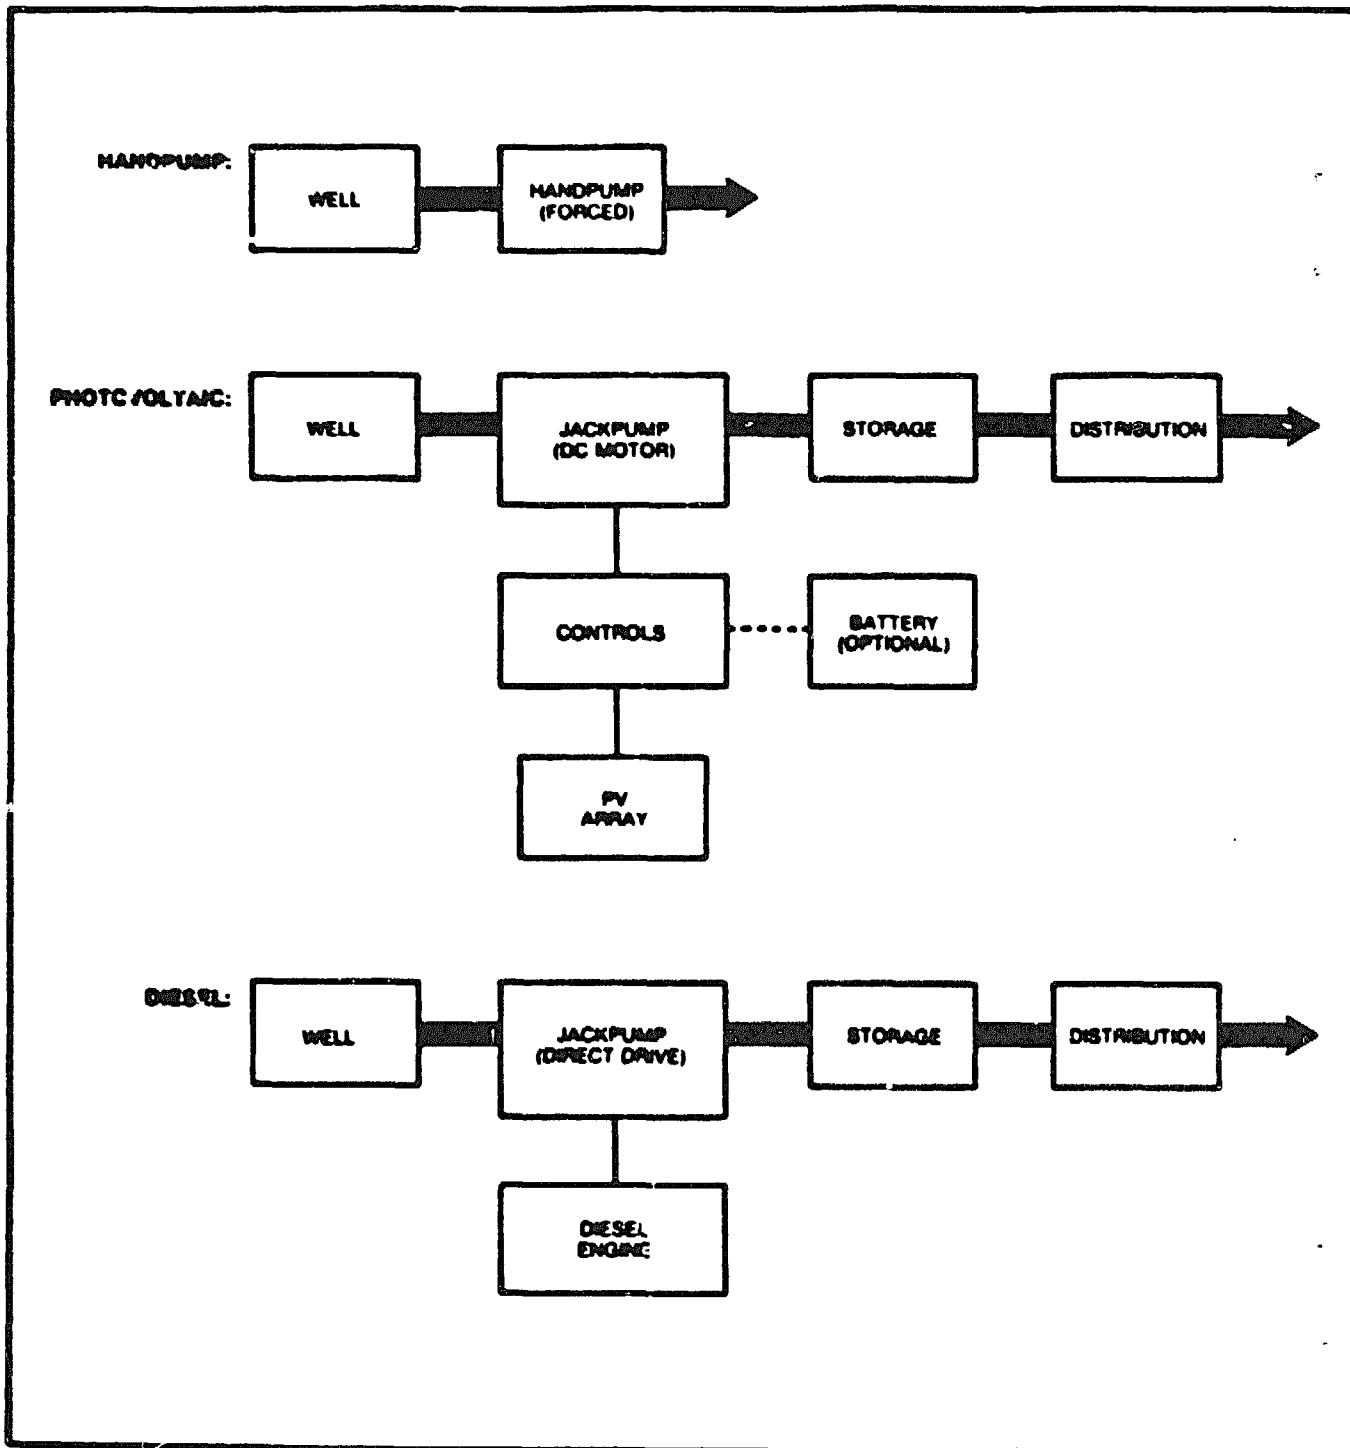 HANDPUMP:
WELL
HANDPUMP
(FORCED)
PHOTOVOLTAIC:
WELL
JACKPUMP
(DC MOTOR)
STORAGE
DISTRIBUTION
CONTROLS
BATTERY
(OPTIONAL)
PV
ARRAY
DIESEL:
WELL
JACKPUMP
(DIRECT DRIVE)
STORAGE
DISTRIBUTION
DIESEL
ENGINE